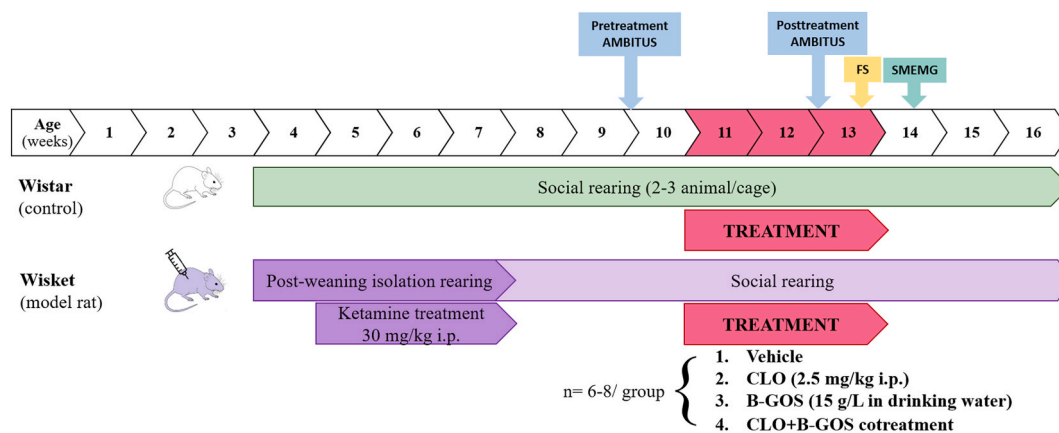 Pretreatment
AMBITUS
Posttreatment
AMBITUS
FS
SMEMG
Age
(weeks)
1 2 3 4 5 6 7 8 9 10 11 12 13 14 15 16
Wistar
(control)
Social rearing (2-3 animal/cage)
TREATMENT
Wisket
(model rat)
Post-weaning isolation rearing
Social rearing
Ketamine treatment
30 mg/kg i.p.
TREATMENT
n= 6-8/ group
1. Vehicle
2. CLO (2.5 mg/kg i.p.)
3. B-GOS (15 g/L in drinking water)
4. CLO+B-GOS cotreatment